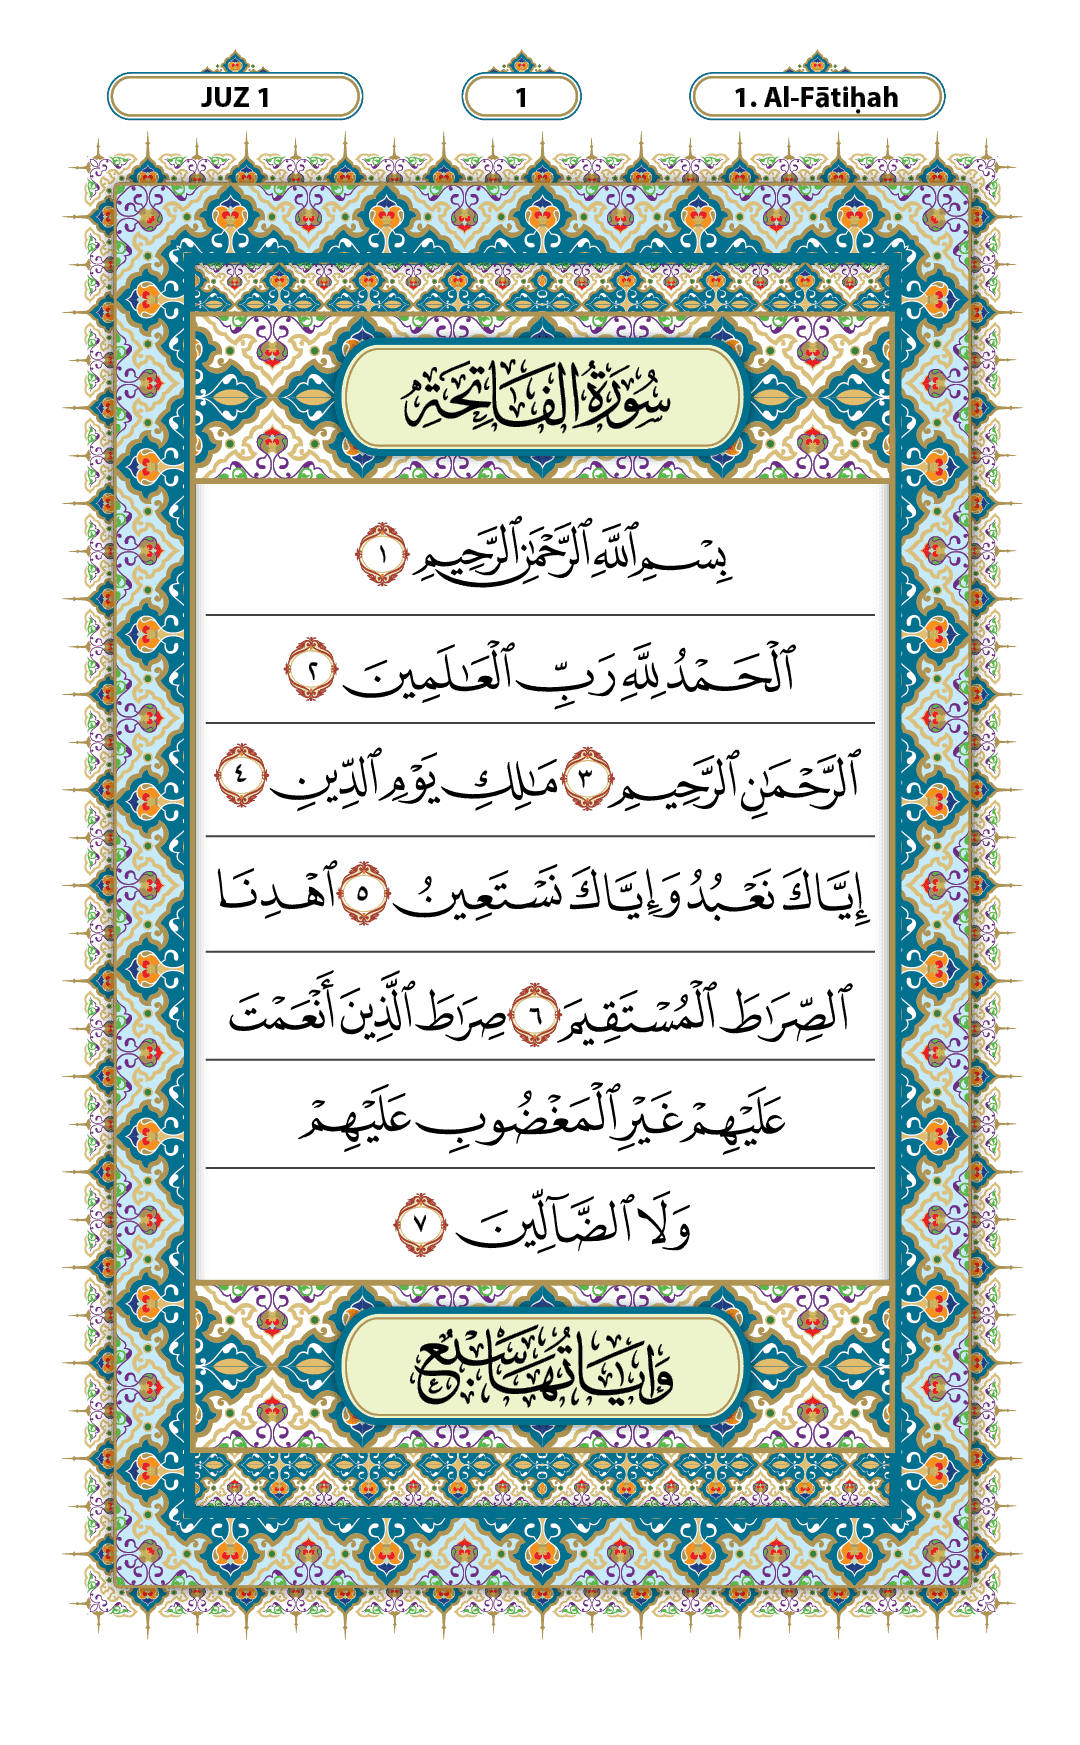 JUZ 1
1
1. Al-Fātiḥah
سُورَةُ الفَاتِحَةِ
بِسْمِ ٱللَّهِ ٱلرَّحْمَٰنِ ٱلرَّحِيمِ ١
ٱلْحَمْدُ لِلَّهِ رَبِّ ٱلْعَٰلَمِينَ ٢
ٱلرَّحْمَٰنِ ٱلرَّحِيمِ ٣ مَٰلِكِ يَوْمِ ٱلدِّينِ ٤
إِيَّاكَ نَعْبُدُ وَإِيَّاكَ نَسْتَعِينُ ٥ ٱهْدِنَا
ٱلصِّرَٰطَ ٱلْمُسْتَقِيمَ ٦ صِرَٰطَ ٱلَّذِينَ أَنْعَمْتَ
عَلَيْهِمْ غَيْرِ ٱلْمَغْضُوبِ عَلَيْهِمْ
وَلَا ٱلضَّآلِّينَ ٧
وَايَاتُهَا سَبْعٌ